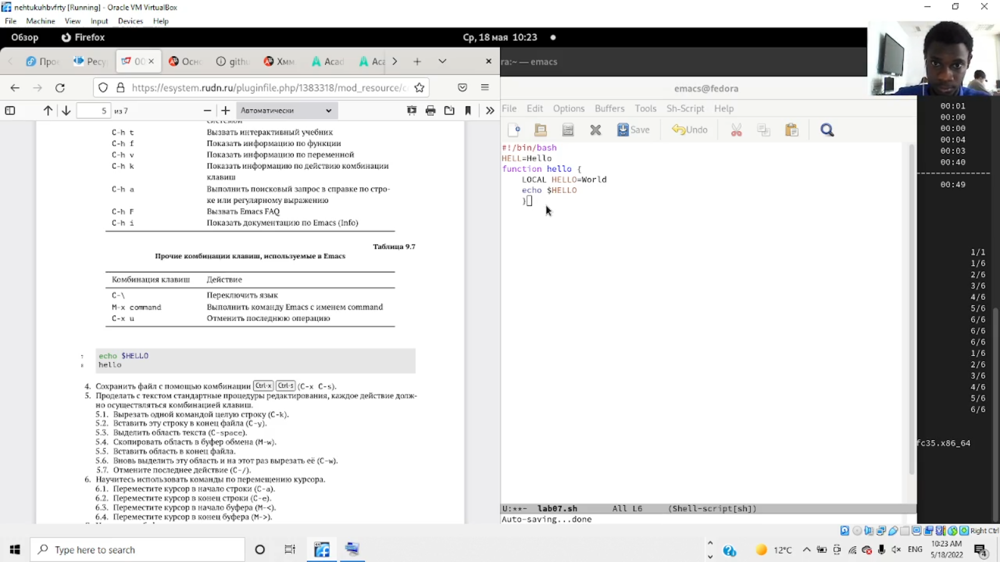 nehtukuhbvfrty [Running] - Oracle VM VirtualBox
File Machine View Input Devices Help
Обзор Firefox Ср, 18 мая 10:23
Прое Ресу 00 Осно githu Хмм Acad Aca
ra:~ — emacs
https://esystem.rudn.ru/pluginfile.php/1383318/mod_resource/c
emacs@fedora
5 из 7 Автоматически
File Edit Options Buffers Tools Sh-Script Help
Save Undo
системой
C-h t Вызвать интерактивный учебник
C-h f Показать информацию по функции
C-h v Показать информацию по переменной
C-h k Показать информацию по действию комбинации
клавиш
C-h a Выполнить поисковый запрос в справке по стро-
ке или регулярному выражению
C-h F Вызвать Emacs FAQ
C-h i Показать документацию по Emacs (Info)
Таблица 9.7
Прочие комбинации клавиш, используемые в Emacs
Комбинация клавиш Действие
C-\ Переключить язык
M-x command Выполнить команду Emacs с именем command
C-x u Отменить последнюю операцию
7 echo $HELLO
8 hello
4. Сохранить файл с помощью комбинации Ctrl-x Ctrl-s (C-x C-s).
5. Проделать с текстом стандартные процедуры редактирования, каждое действие долж-
но осуществляться комбинацией клавиш.
5.1. Вырезать одной командой целую строку (C-k).
5.2. Вставить эту строку в конец файла (C-y).
5.3. Выделить область текста (C-space).
5.4. Скопировать область в буфер обмена (M-w).
5.5. Вставить область в конец файла.
5.6. Вновь выделить эту область и на этот раз вырезать её (C-w).
5.7. Отмените последнее действие (C-/).
6. Научитесь использовать команды по перемещению курсора.
6.1. Переместите курсор в начало строки (C-a).
6.2. Переместите курсор в конец строки (C-e).
6.3. Переместите курсор в начало буфера (M-<).
6.4. Переместите курсор в конец буфера (M->).
#!/bin/bash
HELL=Hello
function hello {
LOCAL HELLO=World
echo $HELLO
}
U:**- lab07.sh All L6 (Shell-script[sh])
Auto-saving...done
00:01
00:00
00:00
00:04
00:03
00:40
00:49
1/1
1/6
2/6
3/6
4/6
5/6
6/6
6/6
6/6
1/6
2/6
3/6
4/6
5/6
6/6
fc35.x86_64
Right Ctrl
Type here to search
12°C ENG
10:23 AM
5/18/2022
4